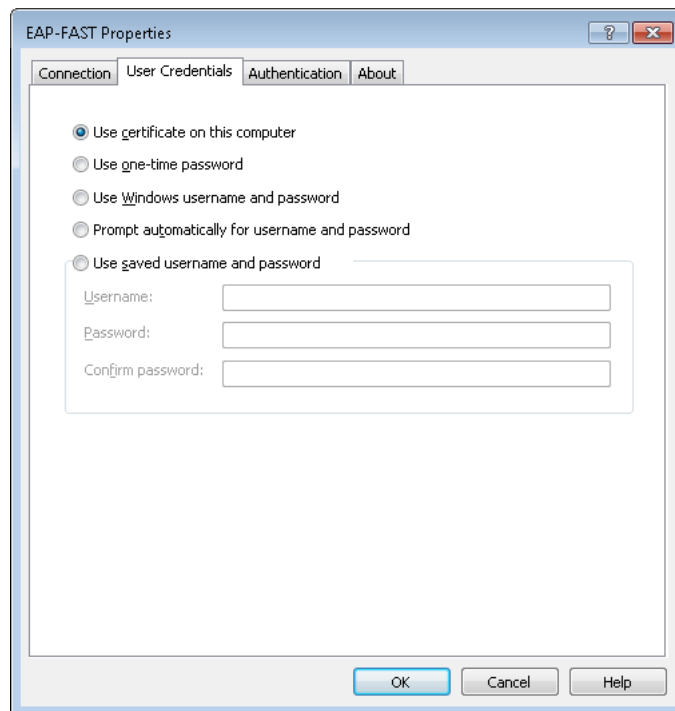 EAP-FAST Properties
?
Connection User Credentials Authentication About
Use certificate on this computer
Use one-time password
Use Windows username and password
Prompt automatically for username and password
Use saved username and password
Username:
Password:
Confirm password:
OK Cancel Help